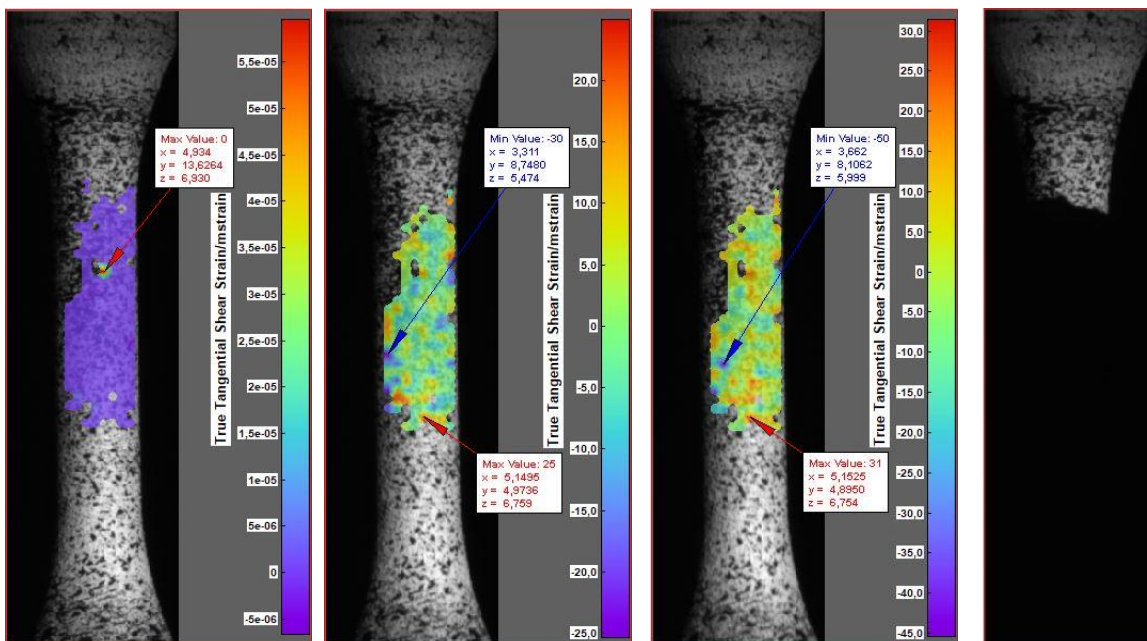 Max Value: 0
x = 4,934
y = 13,6264
z = 6,930
True Tangential Shear Strain/mstrain
5,5e-05
5e-05
4,5e-05
4e-05
3,5e-05
3e-05
2,5e-05
2e-05
1,5e-05
1e-05
5e-06
0
-5e-06
Min Value: -30
x = 3,311
y = 8,7480
z = 5,474
Max Value: 25
x = 5,1495
y = 4,9736
z = 6,759
True Tangential Shear Strain/mstrain
20,0
15,0
10,0
5,0
0
-5,0
-10,0
-15,0
-20,0
-25,0
Min Value: -50
x = 3,662
y = 8,1062
z = 5,999
Max Value: 31
x = 5,1525
y = 4,8950
z = 6,754
True Tangential Shear Strain/mstrain
30,0
25,0
20,0
15,0
10,0
5,0
0
-5,0
-10,0
-15,0
-20,0
-25,0
-30,0
-35,0
-40,0
-45,0